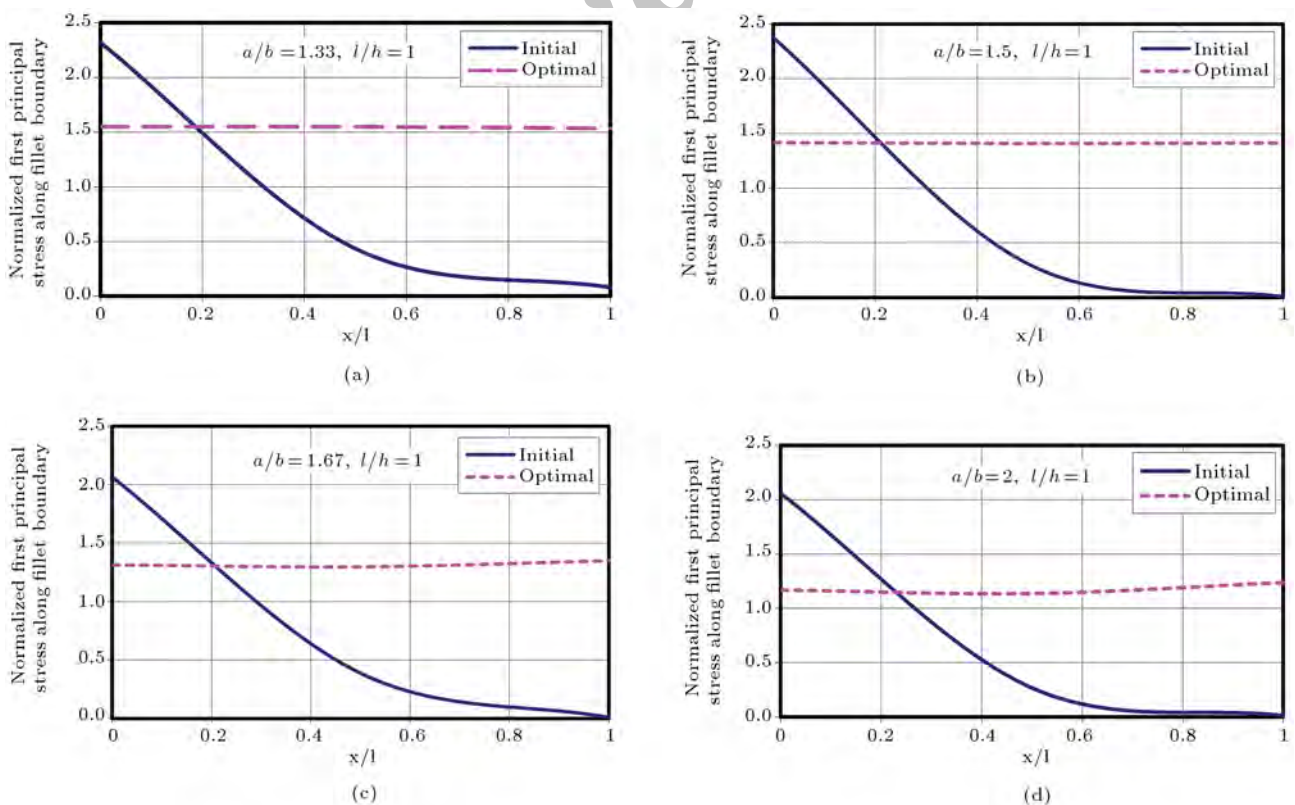 Normalized first principal
stress along fillet boundary
2.5
2.0
1.5
1.0
0.5
0.0
a/b=1.33, l/h=1
Initial
Optimal
0
0.2
0.4
0.6
0.8
1
x/l
(a)
Normalized first principal
stress along fillet boundary
2.5
2.0
1.5
1.0
0.5
0.0
a/b=1.5, l/h=1
Initial
Optimal
0
0.2
0.4
0.6
0.8
1
x/l
(b)
Normalized first principal
stress along fillet boundary
2.5
2.0
1.5
1.0
0.5
0.0
a/b=1.67, l/h=1
Initial
Optimal
0
0.2
0.4
0.6
0.8
1
x/l
(c)
Normalized first principal
stress along fillet boundary
2.5
2.0
1.5
1.0
0.5
0.0
a/b=2, l/h=1
Initial
Optimal
0
0.2
0.4
0.6
0.8
1
x/l
(d)